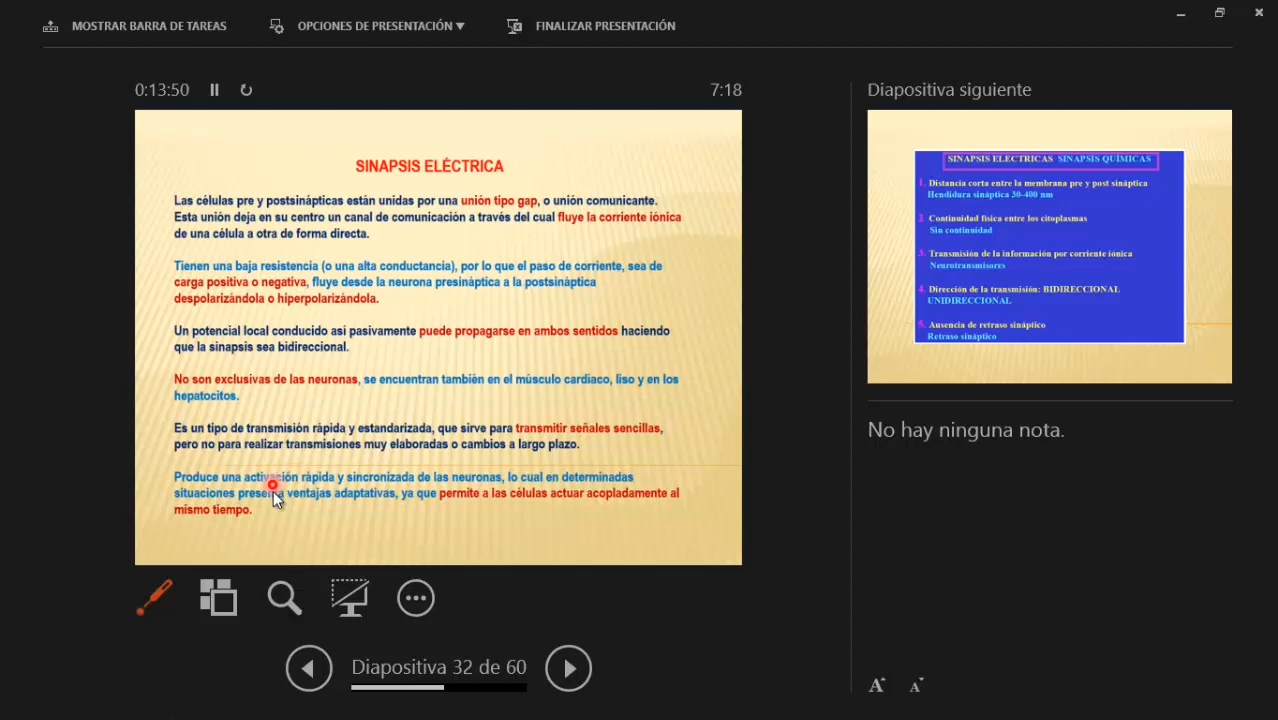 MOSTRAR BARRA DE TAREAS
OPCIONES DE PRESENTACIÓN ▼
FINALIZAR PRESENTACIÓN
0:13:50
7:18
SINAPSIS ELÉCTRICA
Las células pre y postsinápticas están unidas por una unión tipo gap, o unión comunicante.
Esta unión deja en su centro un canal de comunicación a través del cual fluye la corriente iónica
de una célula a otra de forma directa.
Tienen una baja resistencia (o una alta conductancia), por lo que el paso de corriente, sea de
carga positiva o negativa, fluye desde la neurona presináptica a la postsináptica
despolarizándola o hiperpolarizándola.
Un potencial local conducido así pasivamente puede propagarse en ambos sentidos haciendo
que la sinapsis sea bidireccional.
No son exclusivas de las neuronas, se encuentran también en el músculo cardiaco, liso y en los
hepatocitos.
Es un tipo de transmisión rápida y estandarizada, que sirve para transmitir señales sencillas,
pero no para realizar transmisiones muy elaboradas o cambios a largo plazo.
Produce una activación rápida y sincronizada de las neuronas, lo cual en determinadas
situaciones presenta ventajas adaptativas, ya que permite a las células actuar acopladamente al
mismo tiempo.
Diapositiva 32 de 60
Diapositiva siguiente
SINAPSIS ELECTRICAS SINAPSIS QUÍMICAS
1. Distancia corta entre la membrana pre y post sináptica
Hendidura sináptica 30-400 nm
2. Continuidad física entre los citoplasmas
Sin continuidad
3. Transmisión de la información por corriente iónica
Neurotransmisores
4. Dirección de la transmisión: BIDIRECCIONAL
UNIDIRECCIONAL
5. Ausencia de retraso sináptico
Retraso sináptico
No hay ninguna nota.
A A